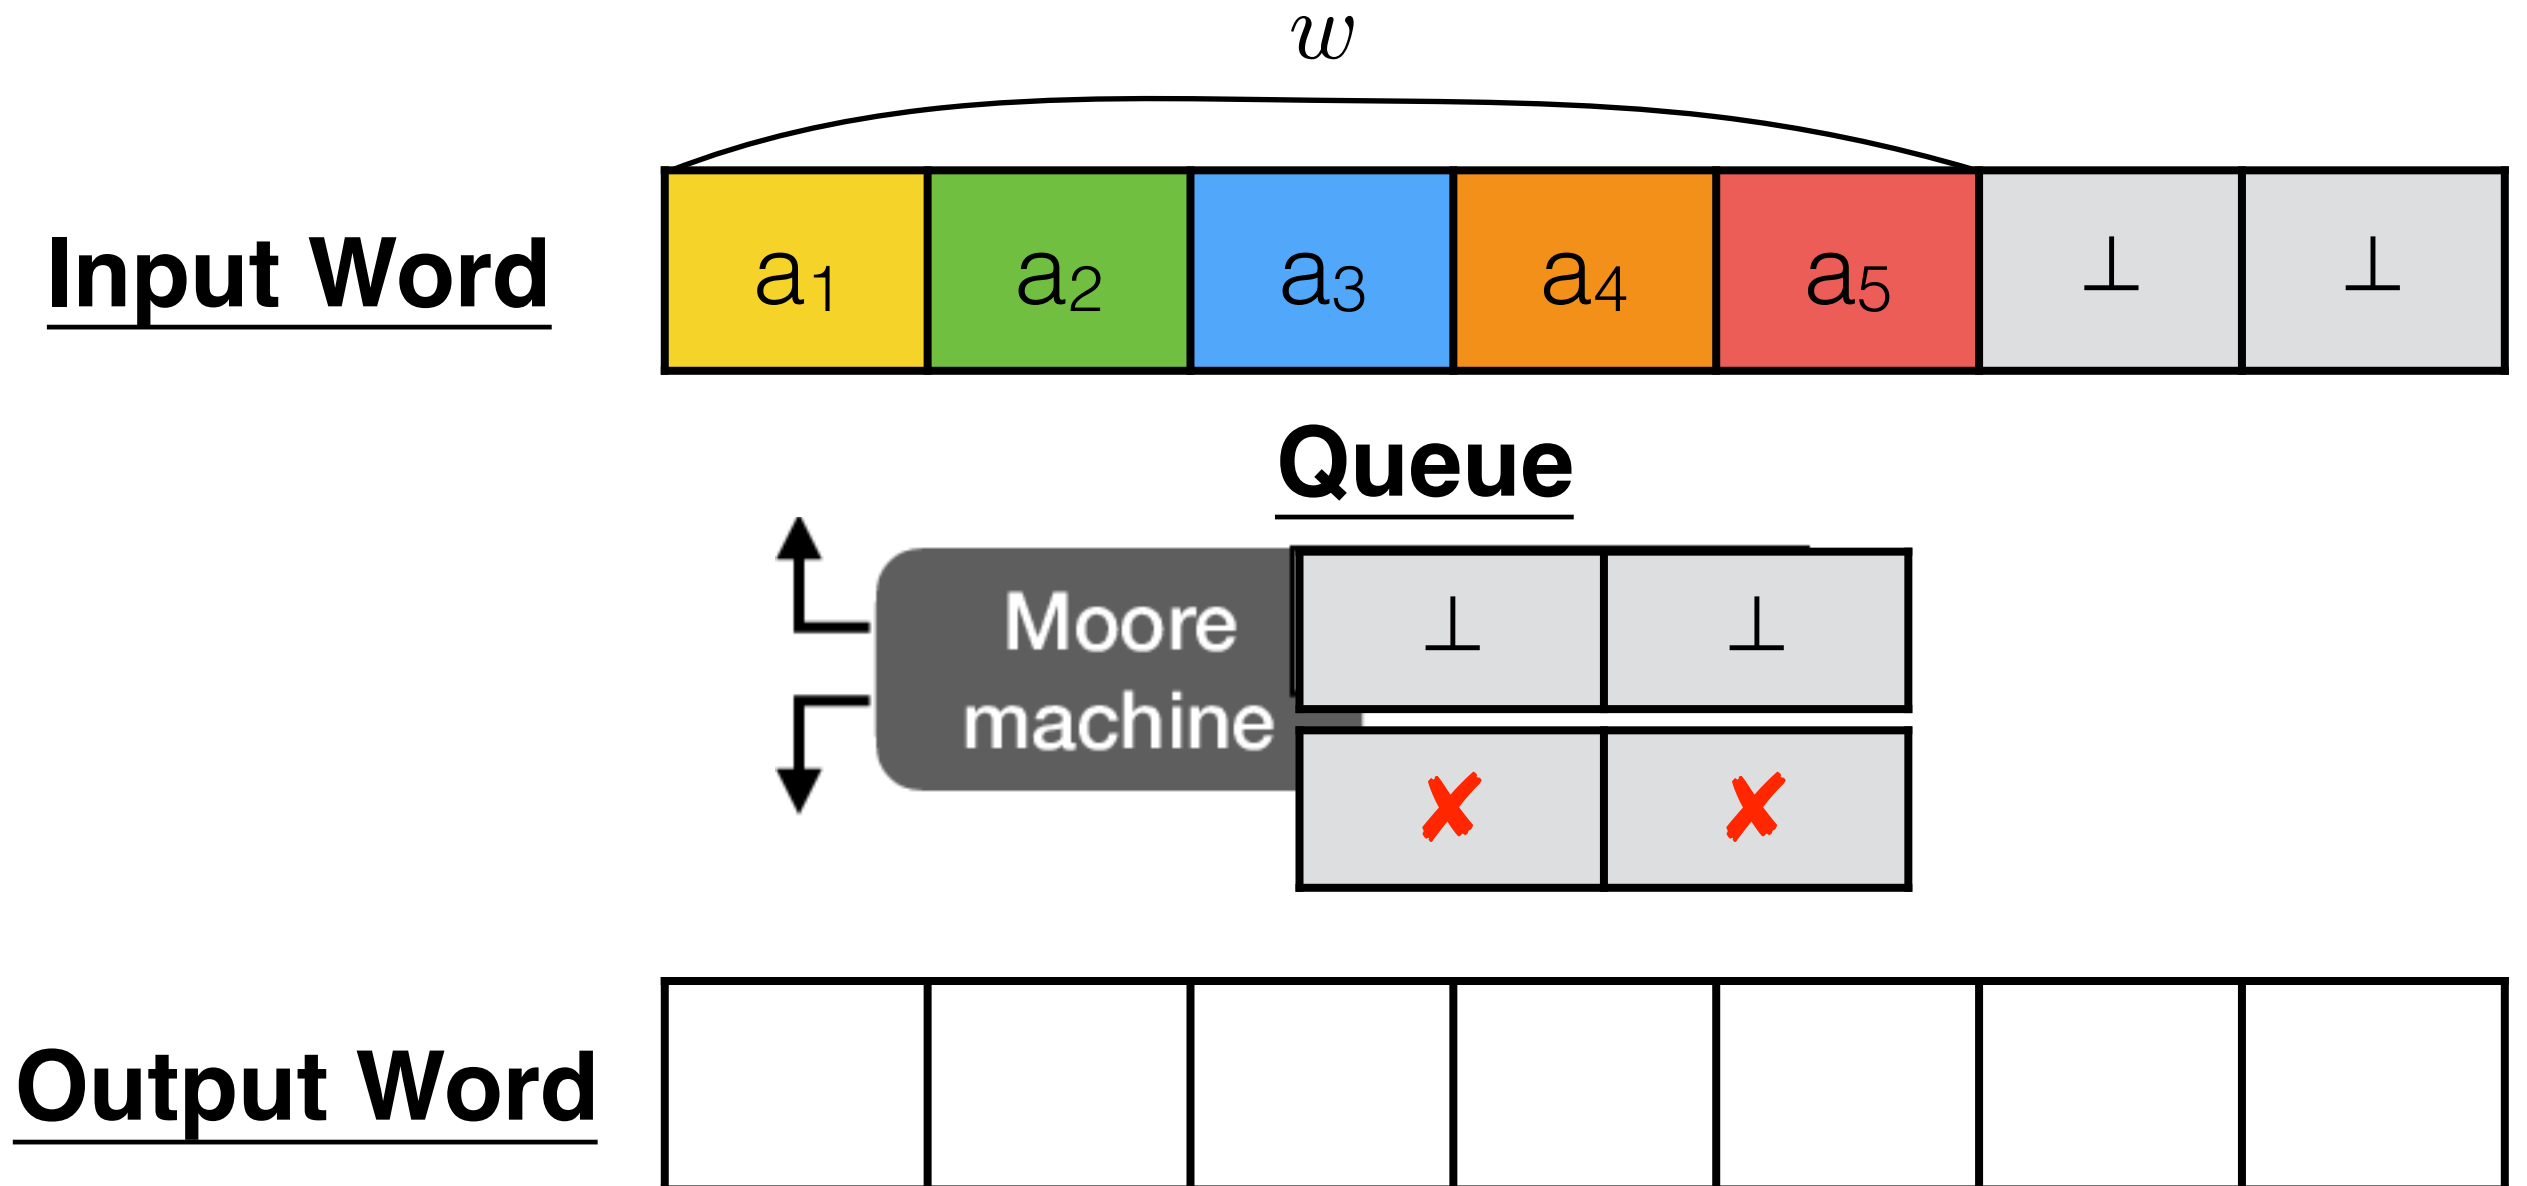 w
Input Word a₁ a₂ a₃ a₄ a₅ ⊥ ⊥
Queue
Moore ⊥ ⊥
machine
✘ ✘
Output Word